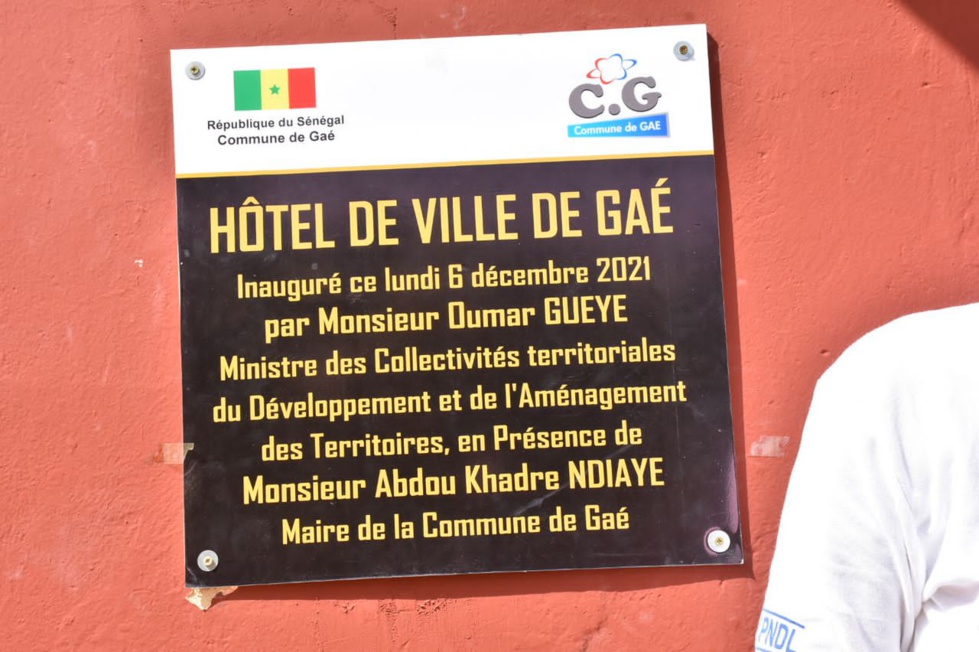 République du Sénégal
Commune de Gaé
C.G
Commune de GAE
HÔTEL DE VILLE DE GAÉ
Inauguré ce lundi 6 décembre 2021
par Monsieur Oumar GUEYE
Ministre des Collectivités territoriales
du Développement et de l'Aménagement
des Territoires, en Présence de
Monsieur Abdou Khadre NDIAYE
Maire de la Commune de Gaé
PNDL